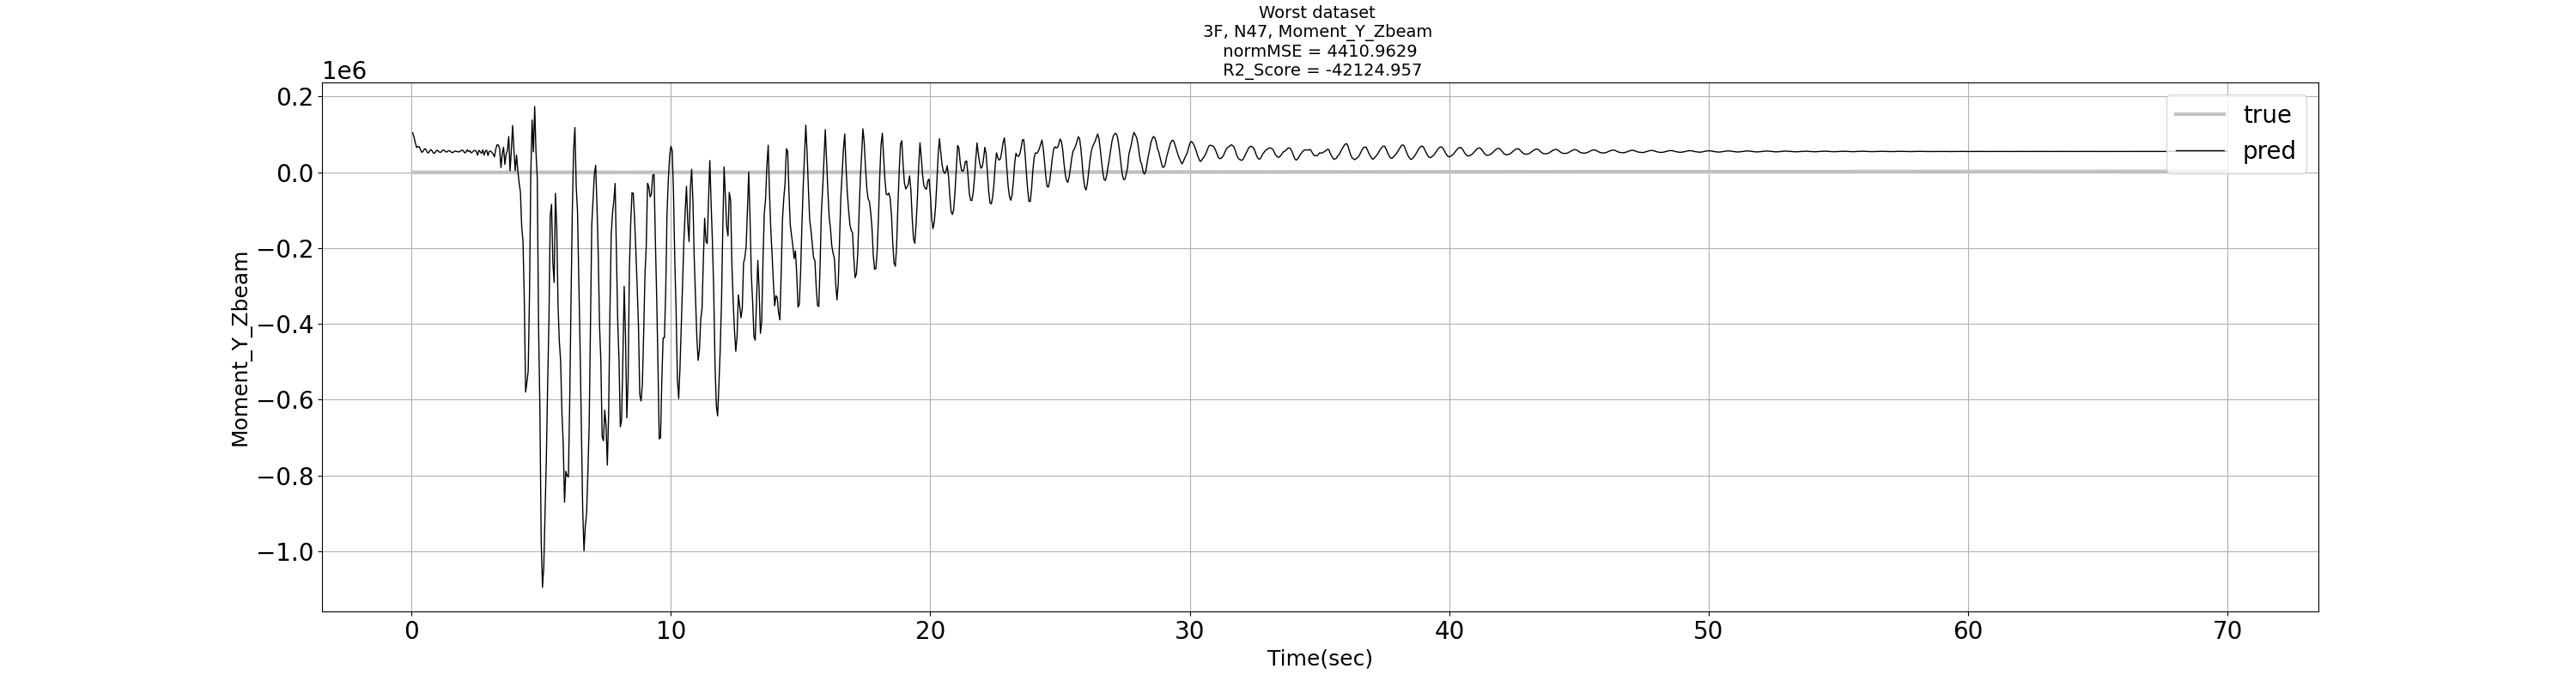 Worst dataset
3F, N47, Moment_Y_Zbeam
normMSE = 4410.9629
R2_Score = -42124.957
1e6
0.2
0.0
−0.2
−0.4
−0.6
−0.8
−1.0
Moment_Y_Zbeam
true
pred
0 10 20 30 40 50 60 70
Time(sec)